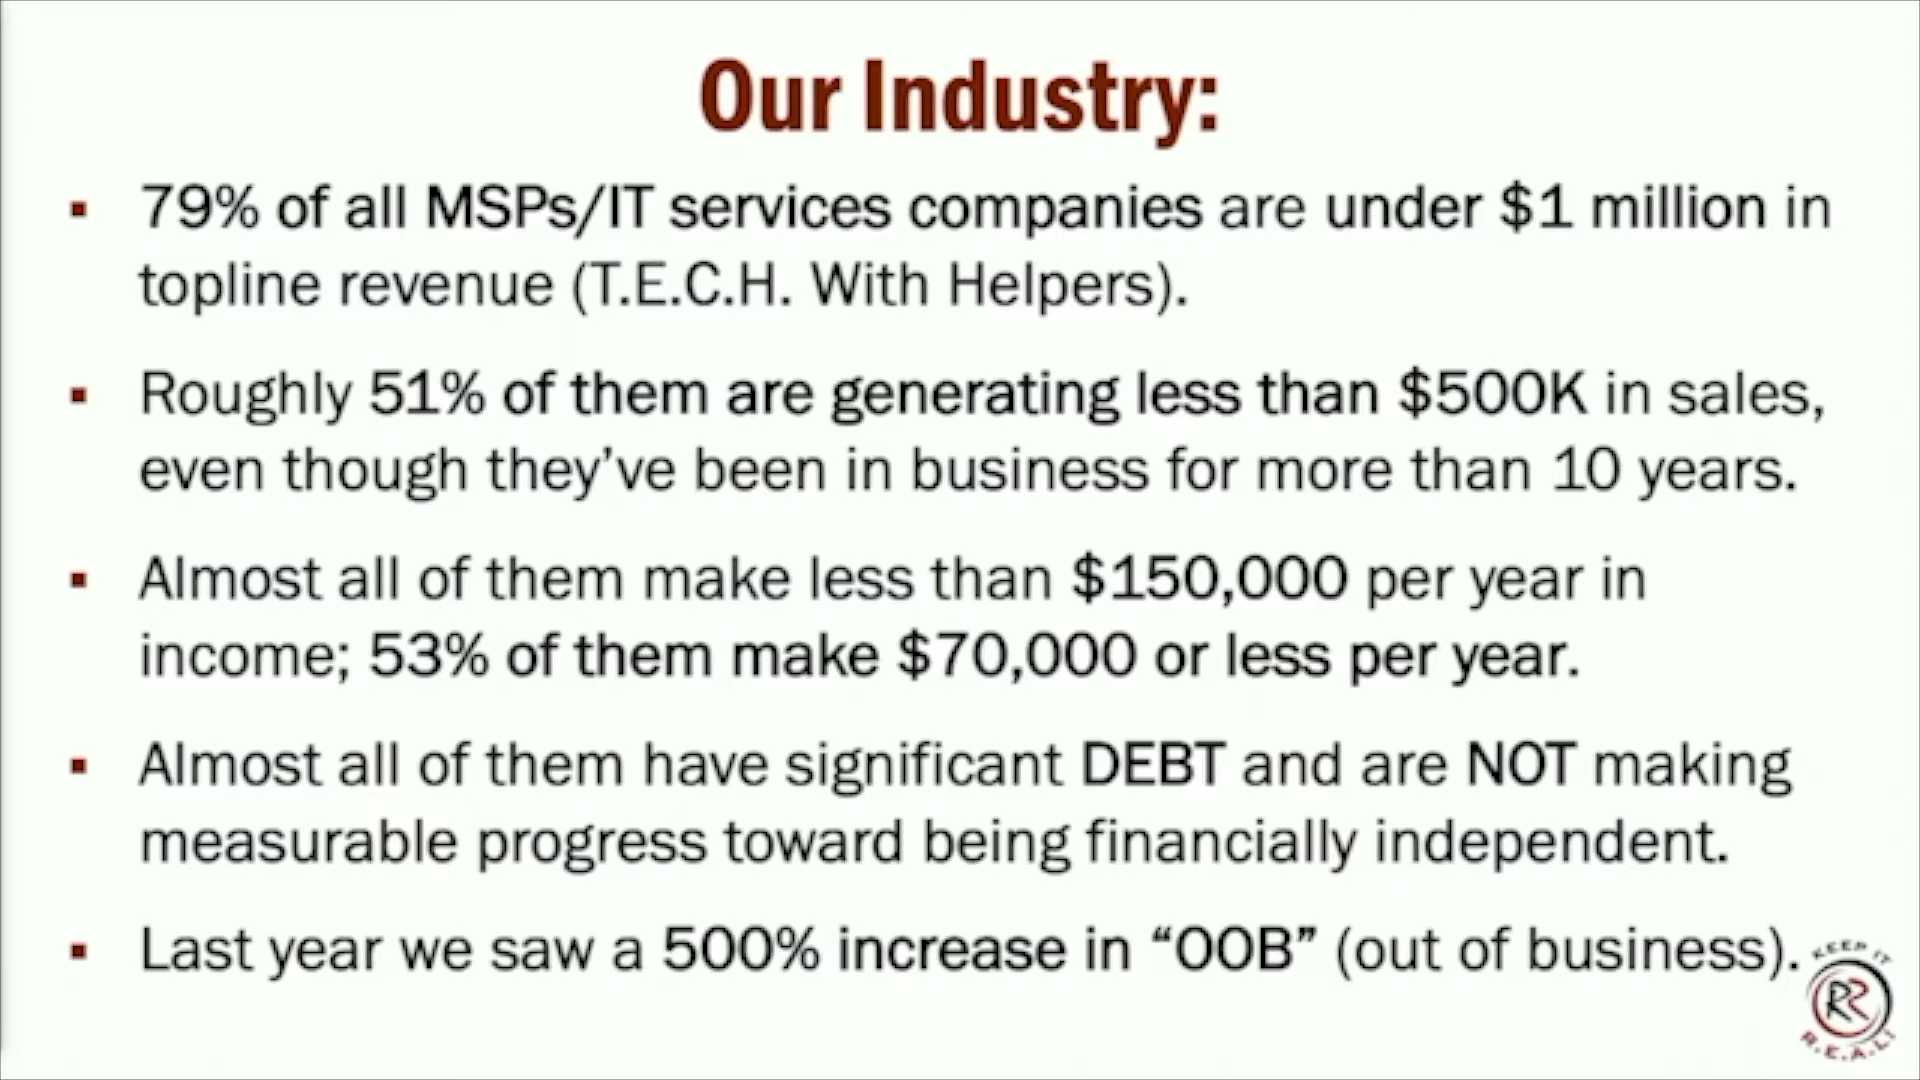 Our Industry:
79% of all MSPs/IT services companies are under $1 million in
topline revenue (T.E.C.H. With Helpers).
Roughly 51% of them are generating less than $500K in sales,
even though they’ve been in business for more than 10 years.
Almost all of them make less than $150,000 per year in
income; 53% of them make $70,000 or less per year.
Almost all of them have significant DEBT and are NOT making
measurable progress toward being financially independent.
Last year we saw a 500% increase in “OOB” (out of business).
KEEP IT
RR
R.E.A.L!